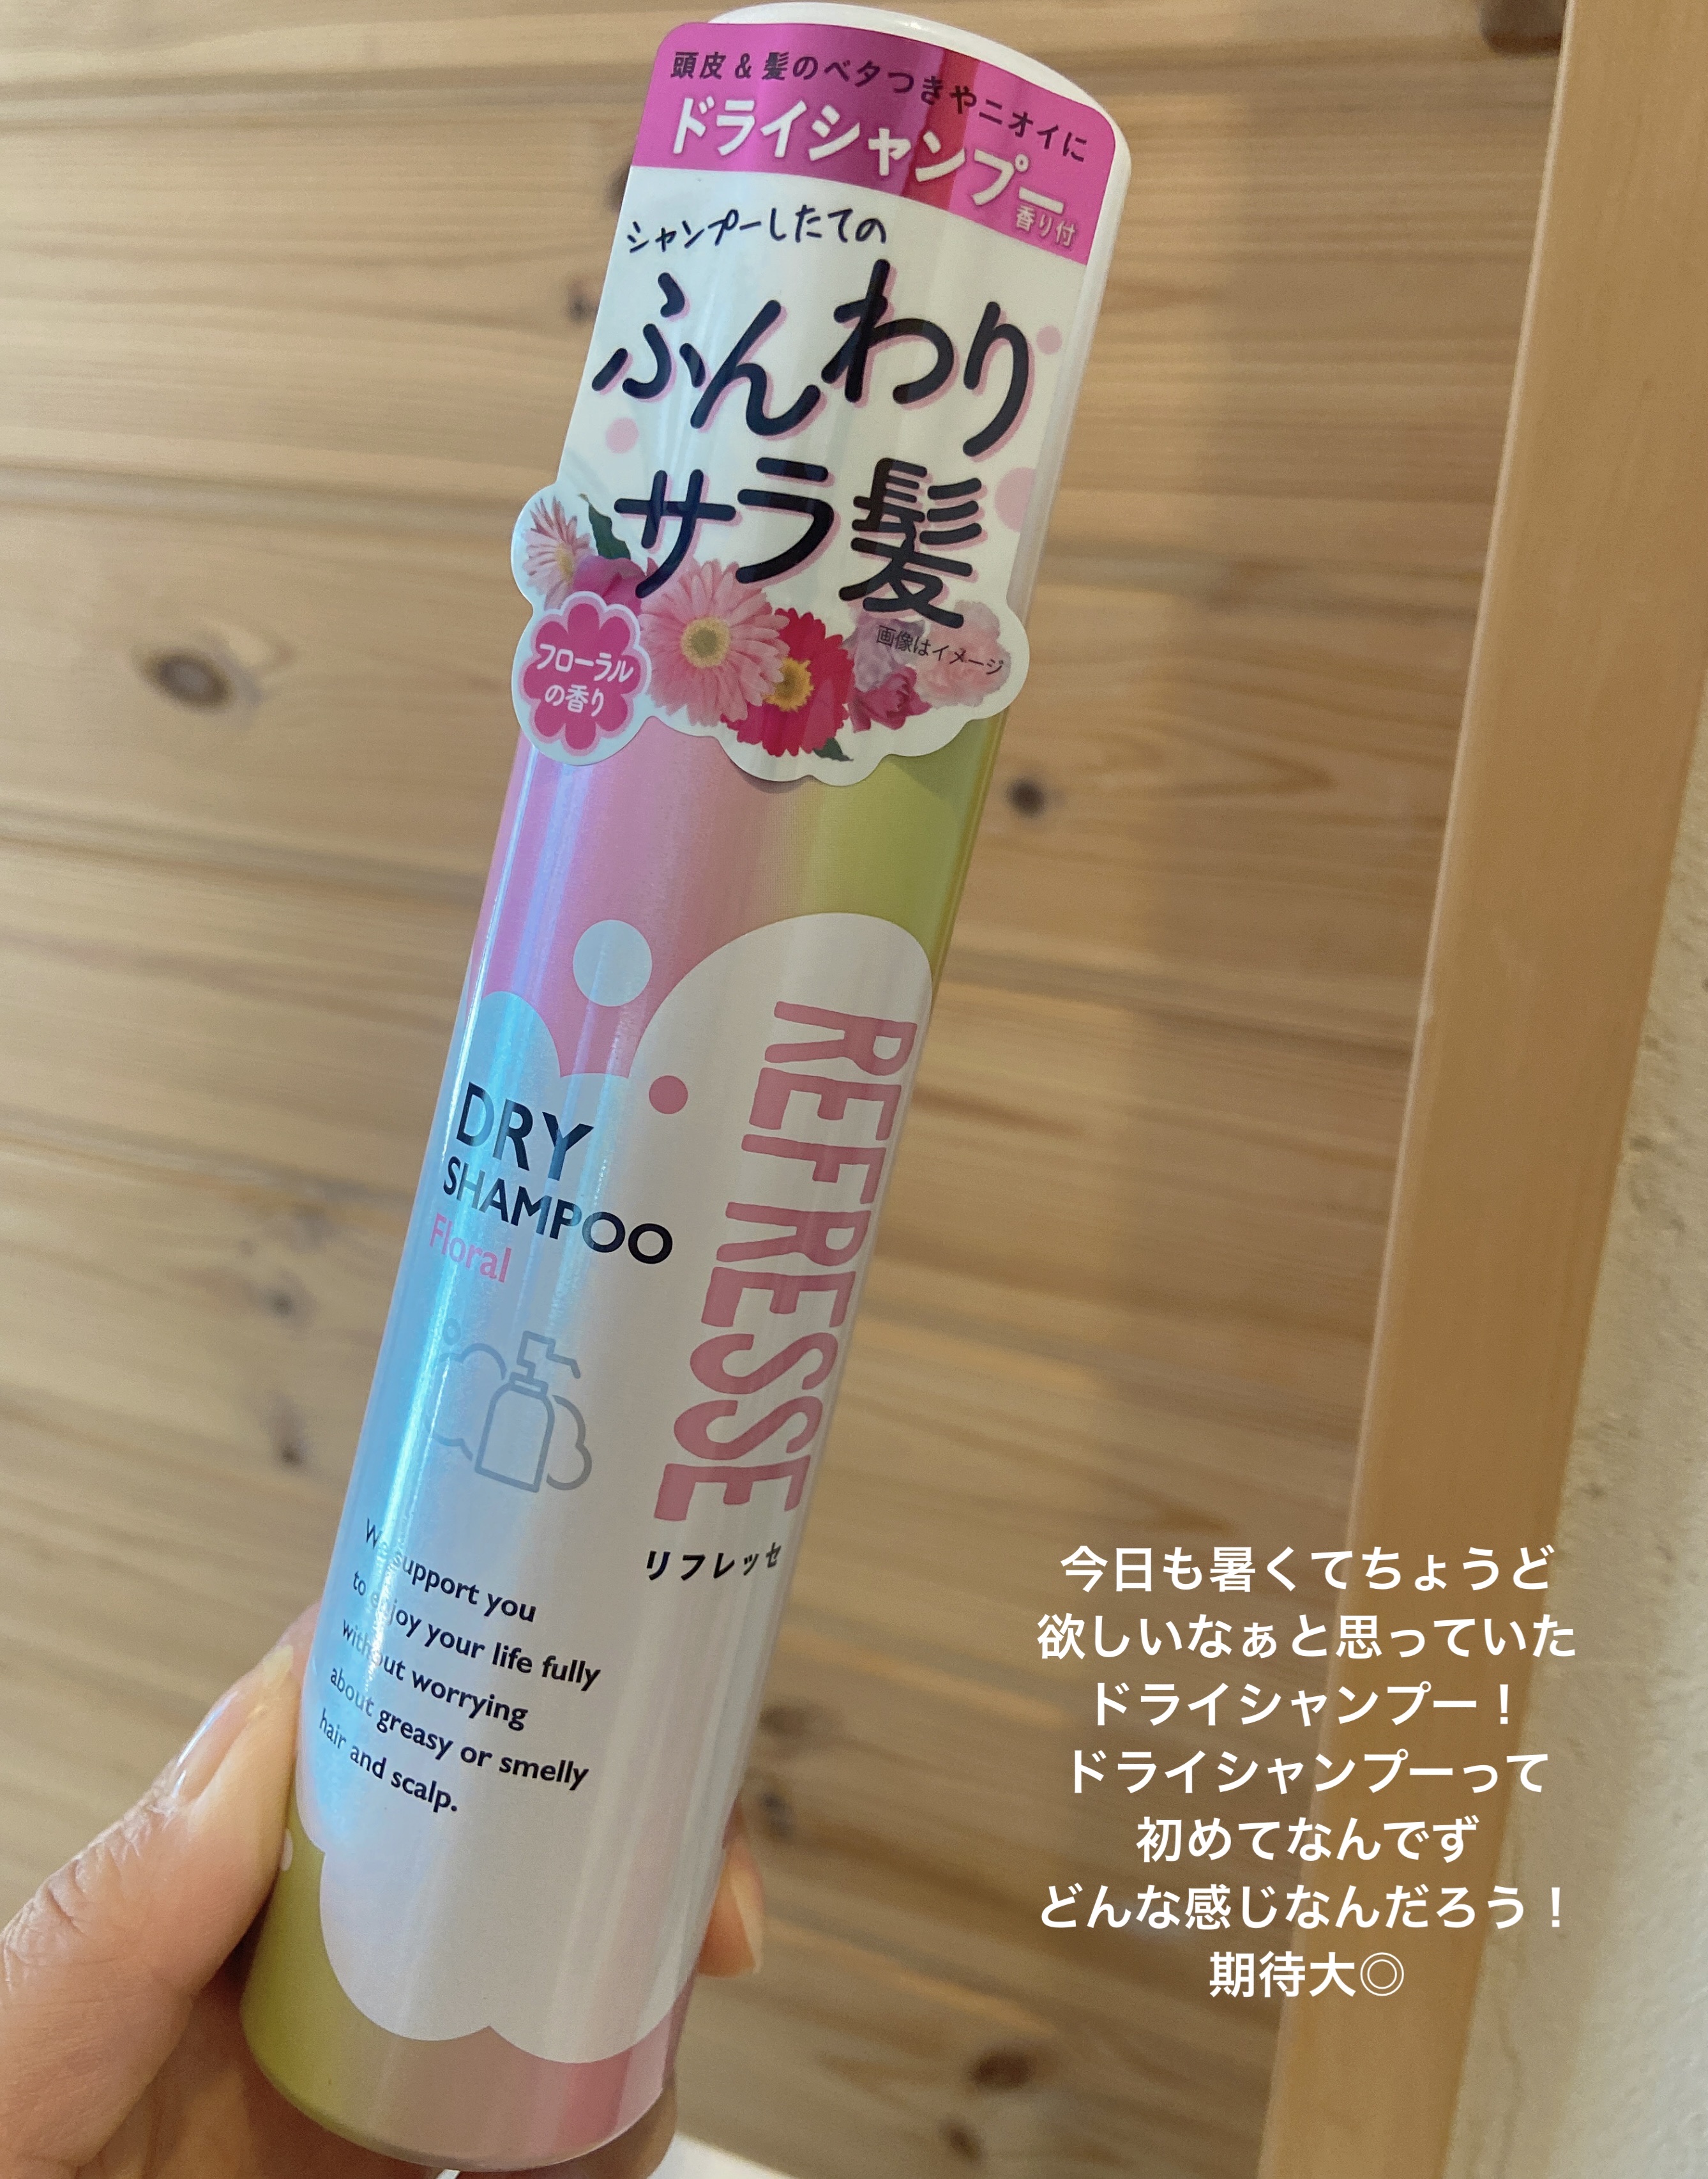 頭皮&髪のベタつきやニオイに
ドライシャンプー
香り付
シャンプーしたての
ふんわり
サラ髪
画像はイメージ
フローラル
の香り
REFRESSE
リフレッセ
DRY
SHAMPOO
Floral
We support you
to enjoy your life fully
without worrying
about greasy or smelly
hair and scalp.
今日も暑くてちょうど
欲しいなぁと思っていた
ドライシャンプー！
ドライシャンプーって
初めてなんでず
どんな感じなんだろう！
期待大◎